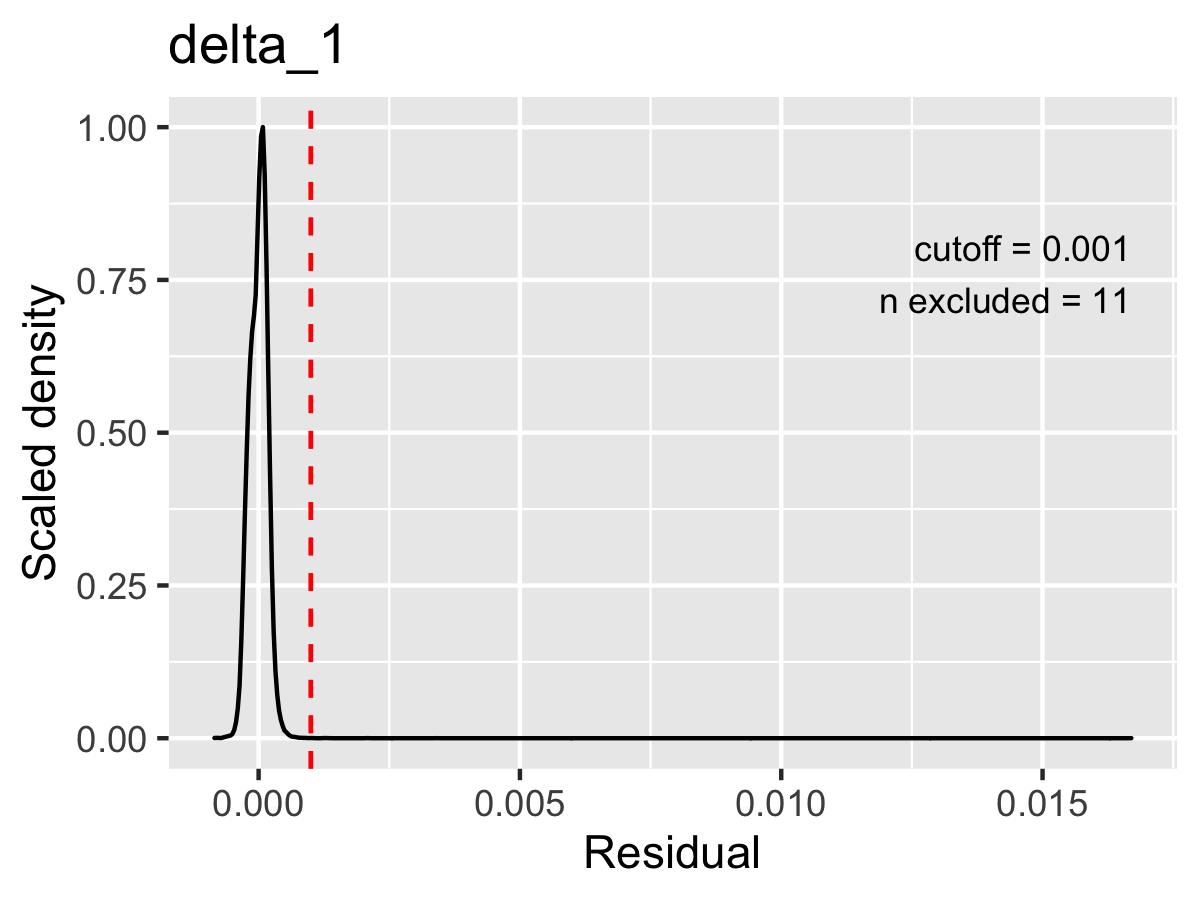 delta_1
1.00
0.75
0.50
0.25
0.00
Scaled density
cutoff = 0.001
n excluded = 11
0.000 0.005 0.010 0.015
Residual